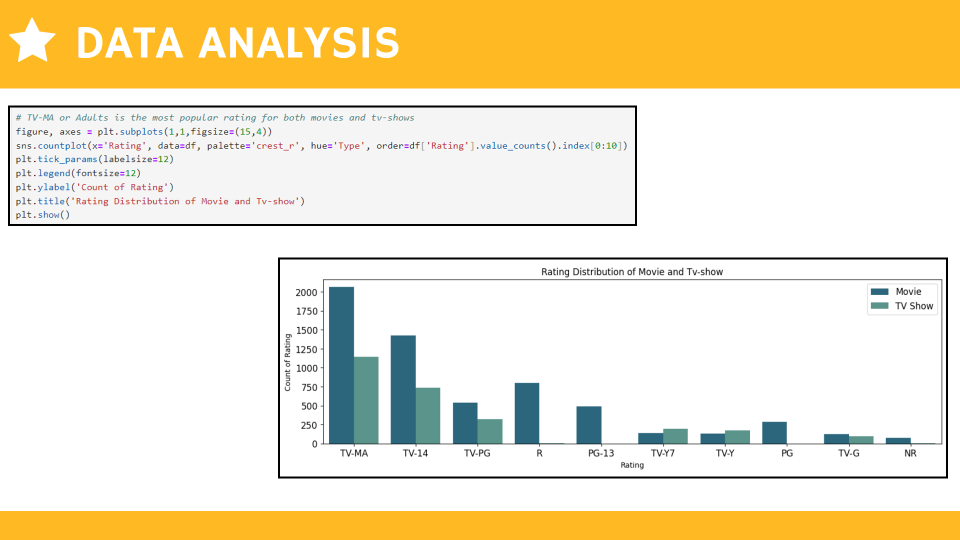 DATA ANALYSIS
# TV-MA or Adults is the most popular rating for both movies and tv-shows
figure, axes = plt.subplots(1,1,figsize=(15,4))
sns.countplot(x='Rating', data=df, palette='crest_r', hue='Type', order=df['Rating'].value_counts().index[0:10])
plt.tick_params(labelsize=12)
plt.legend(fontsize=12)
plt.ylabel('Count of Rating')
plt.title('Rating Distribution of Movie and Tv-show')
plt.show()
Rating Distribution of Movie and Tv-show
Movie
TV Show
Count of Rating
2000
1750
1500
1250
1000
750
500
250
0
TV-MA TV-14 TV-PG R PG-13 TV-Y7 TV-Y PG TV-G NR
Rating